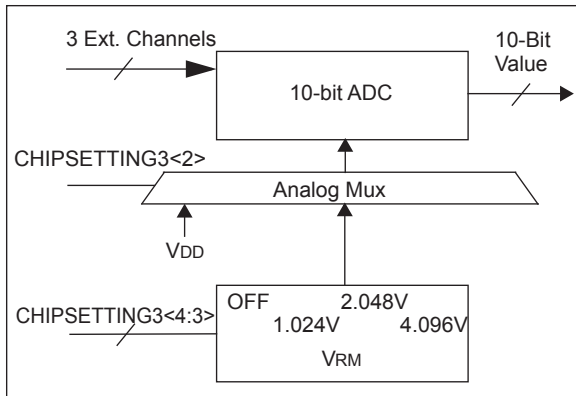 3 Ext. Channels
10-Bit
Value
10-bit ADC
CHIPSETTING3<2>
Analog Mux
VDD
CHIPSETTING3<4:3>
OFF 2.048V
1.024V 4.096V
VRM